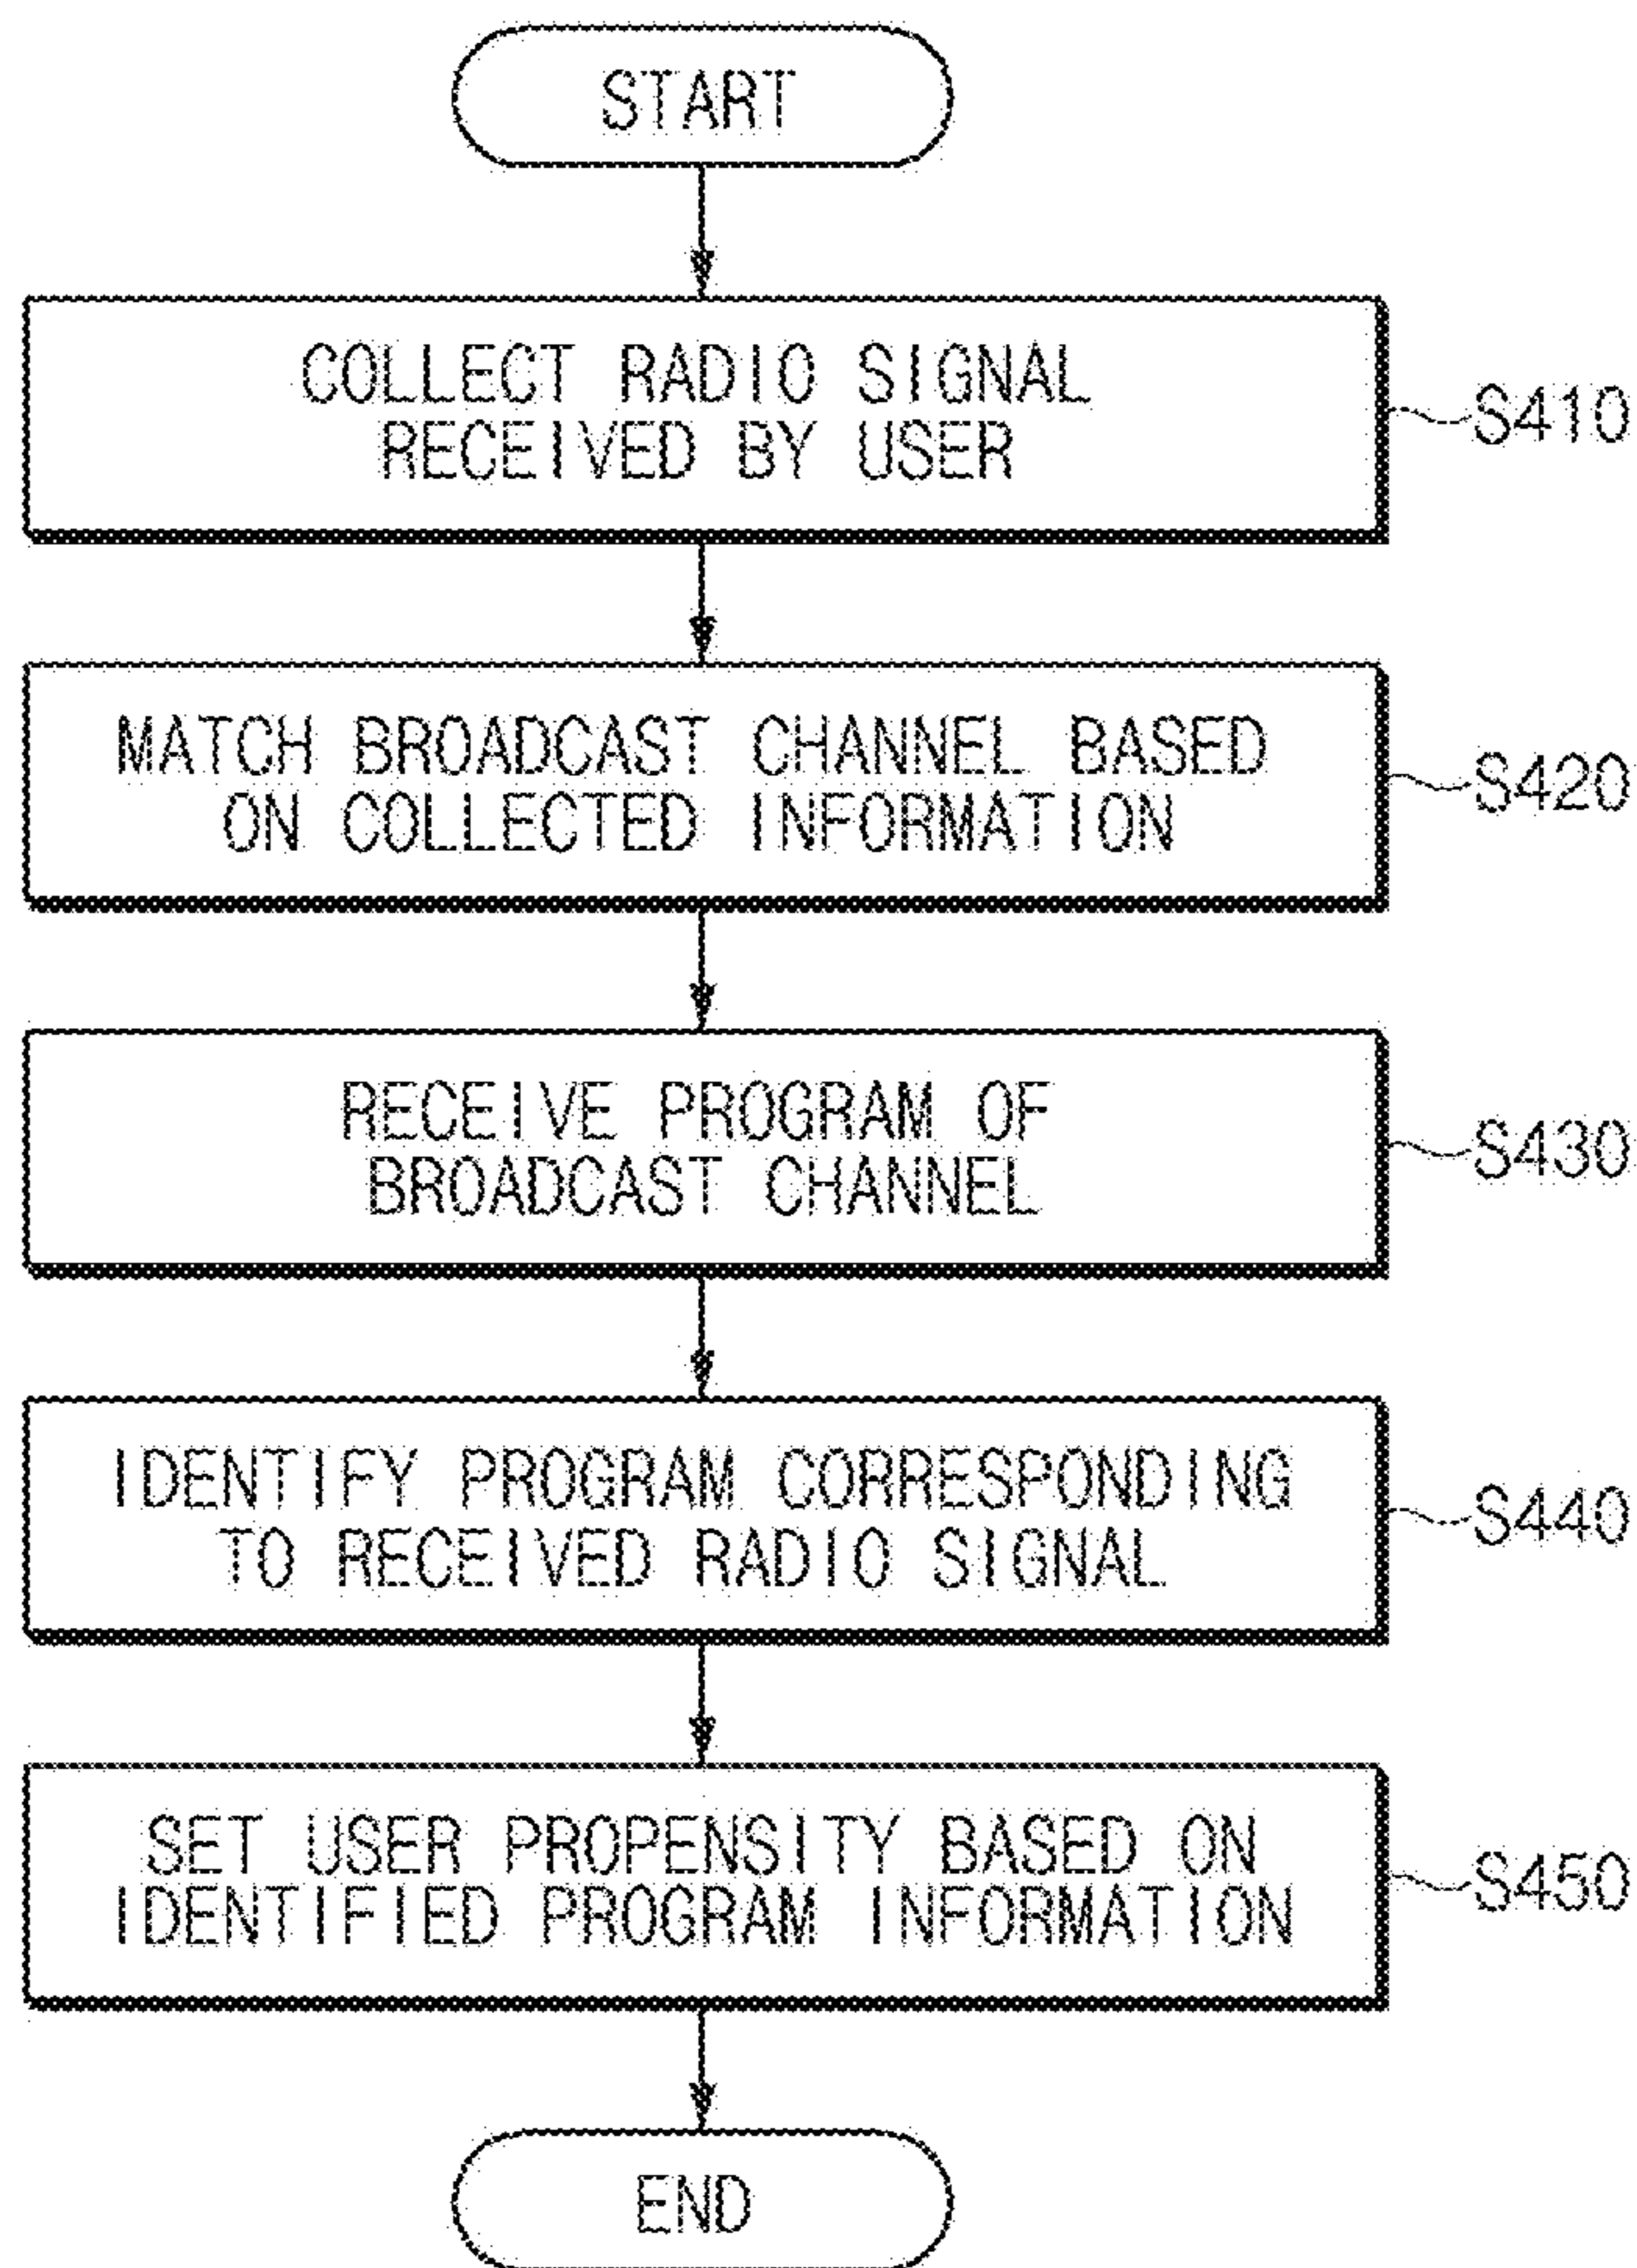 START
COLLECT RADIO SIGNAL
RECEIVED BY USER
S410
MATCH BROADCAST CHANNEL BASED
ON COLLECTED INFORMATION
S420
RECEIVE PROGRAM OF
BROADCAST CHANNEL
S430
IDENTIFY PROGRAM CORRESPONDING
TO RECEIVED RADIO SIGNAL
S440
SET USER PROPENSITY BASED ON
IDENTIFIED PROGRAM INFORMATION
S450
END